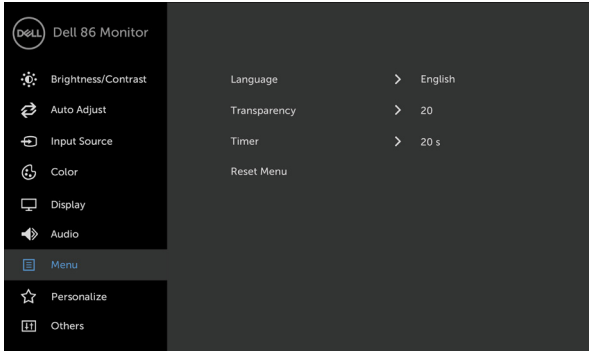 DELL Dell 86 Monitor
Brightness/Contrast
Auto Adjust
Input Source
Color
Display
Audio
Menu
Personalize
Others
Language > English
Transparency > 20
Timer > 20 s
Reset Menu